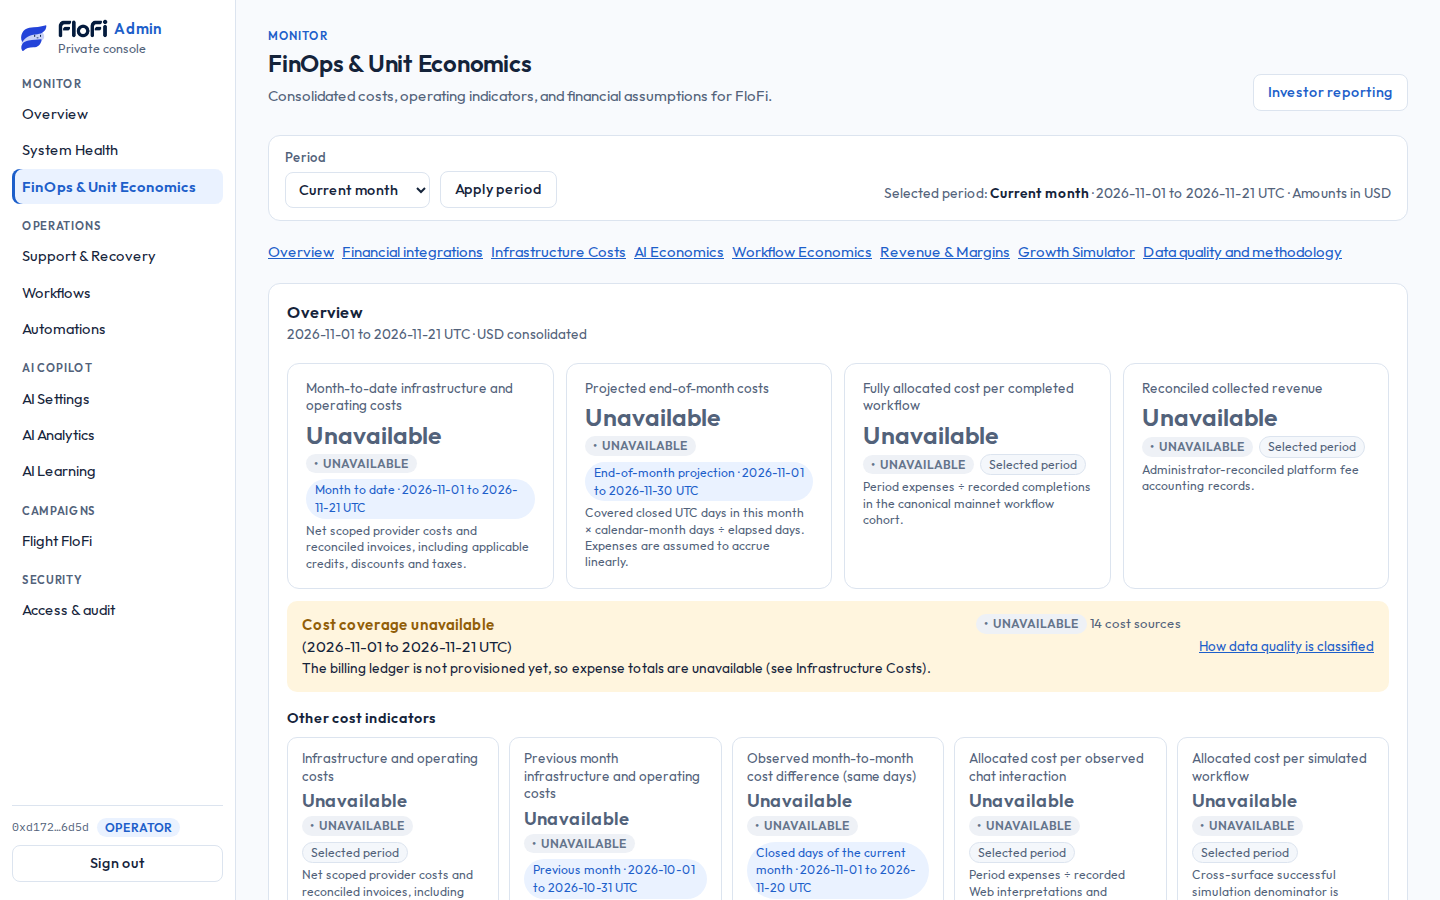 FloFi Admin
Private console
MONITOR
Overview
System Health
FinOps & Unit Economics
OPERATIONS
Support & Recovery
Workflows
Automations
AI COPILOT
AI Settings
AI Analytics
AI Learning
CAMPAIGNS
Flight FloFi
SECURITY
Access & audit
0xd172…6d5d OPERATOR
Sign out
MONITOR
FinOps & Unit Economics
Consolidated costs, operating indicators, and financial assumptions for FloFi.
Investor reporting
Period
Current month
Apply period
Selected period: Current month · 2026-11-01 to 2026-11-21 UTC · Amounts in USD
Overview Financial integrations Infrastructure Costs AI Economics Workflow Economics Revenue & Margins Growth Simulator Data quality and methodology
Overview
2026-11-01 to 2026-11-21 UTC · USD consolidated
Month-to-date infrastructure and
operating costs
Unavailable
• UNAVAILABLE
Month to date · 2026-11-01 to 2026-
11-21 UTC
Net scoped provider costs and
reconciled invoices, including applicable
credits, discounts and taxes.
Projected end-of-month costs
Unavailable
• UNAVAILABLE
End-of-month projection · 2026-11-01
to 2026-11-30 UTC
Covered closed UTC days in this month
× calendar-month days ÷ elapsed days.
Expenses are assumed to accrue
linearly.
Fully allocated cost per completed
workflow
Unavailable
• UNAVAILABLE Selected period
Period expenses ÷ recorded completions
in the canonical mainnet workflow
cohort.
Reconciled collected revenue
Unavailable
• UNAVAILABLE Selected period
Administrator-reconciled platform fee
accounting records.
Cost coverage unavailable
(2026-11-01 to 2026-11-21 UTC)
The billing ledger is not provisioned yet, so expense totals are unavailable (see Infrastructure Costs).
• UNAVAILABLE 14 cost sources
How data quality is classified
Other cost indicators
Infrastructure and operating
costs
Unavailable
• UNAVAILABLE
Selected period
Net scoped provider costs and
reconciled invoices, including
Previous month
infrastructure and operating
costs
Unavailable
• UNAVAILABLE
Previous month · 2026-10-01
to 2026-10-31 UTC
Observed month-to-month
cost difference (same days)
Unavailable
• UNAVAILABLE
Closed days of the current
month · 2026-11-01 to 2026-
11-20 UTC
Allocated cost per observed
chat interaction
Unavailable
• UNAVAILABLE
Selected period
Period expenses ÷ recorded
Web interpretations and
Allocated cost per simulated
workflow
Unavailable
• UNAVAILABLE
Selected period
Cross-surface successful
simulation denominator is